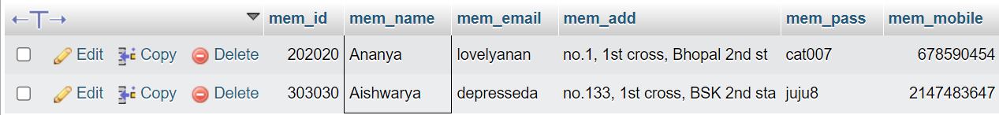 mem_id mem_name mem_email mem_add mem_pass mem_mobile
Edit Copy Delete 202020 Ananya lovelyanan no.1, 1st cross, Bhopal 2nd st cat007 678590454
Edit Copy Delete 303030 Aishwarya depresseda no.133, 1st cross, BSK 2nd sta juju8 2147483647